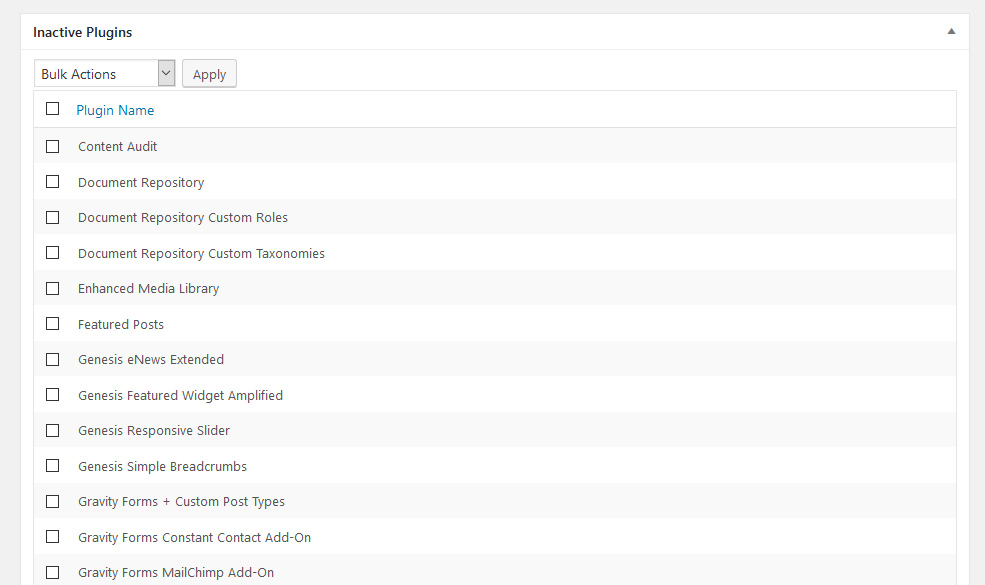 Inactive Plugins
Bulk Actions Apply
Plugin Name
Content Audit
Document Repository
Document Repository Custom Roles
Document Repository Custom Taxonomies
Enhanced Media Library
Featured Posts
Genesis eNews Extended
Genesis Featured Widget Amplified
Genesis Responsive Slider
Genesis Simple Breadcrumbs
Gravity Forms + Custom Post Types
Gravity Forms Constant Contact Add-On
Gravity Forms MailChimp Add-On